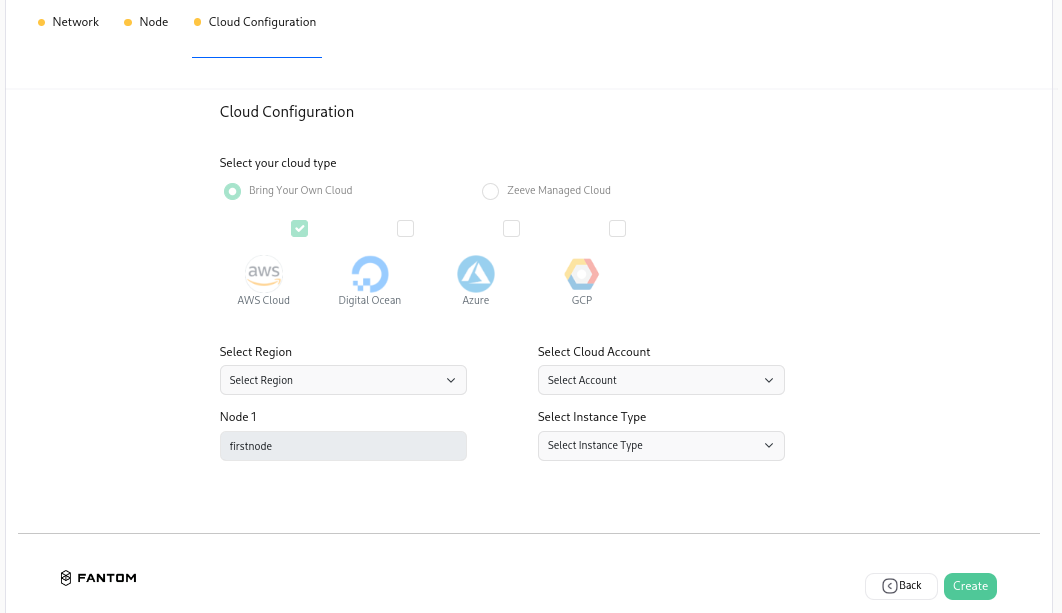 Network
Node
Cloud Configuration
Cloud Configuration
Select your cloud type
Bring Your Own Cloud
Zeeve Managed Cloud
aws
AWS Cloud
Digital Ocean
Azure
GCP
Select Region
Select Cloud Account
Select Region
Select Account
Node 1
Select Instance Type
firstnode
Select Instance Type
FANTOM
Back
Create